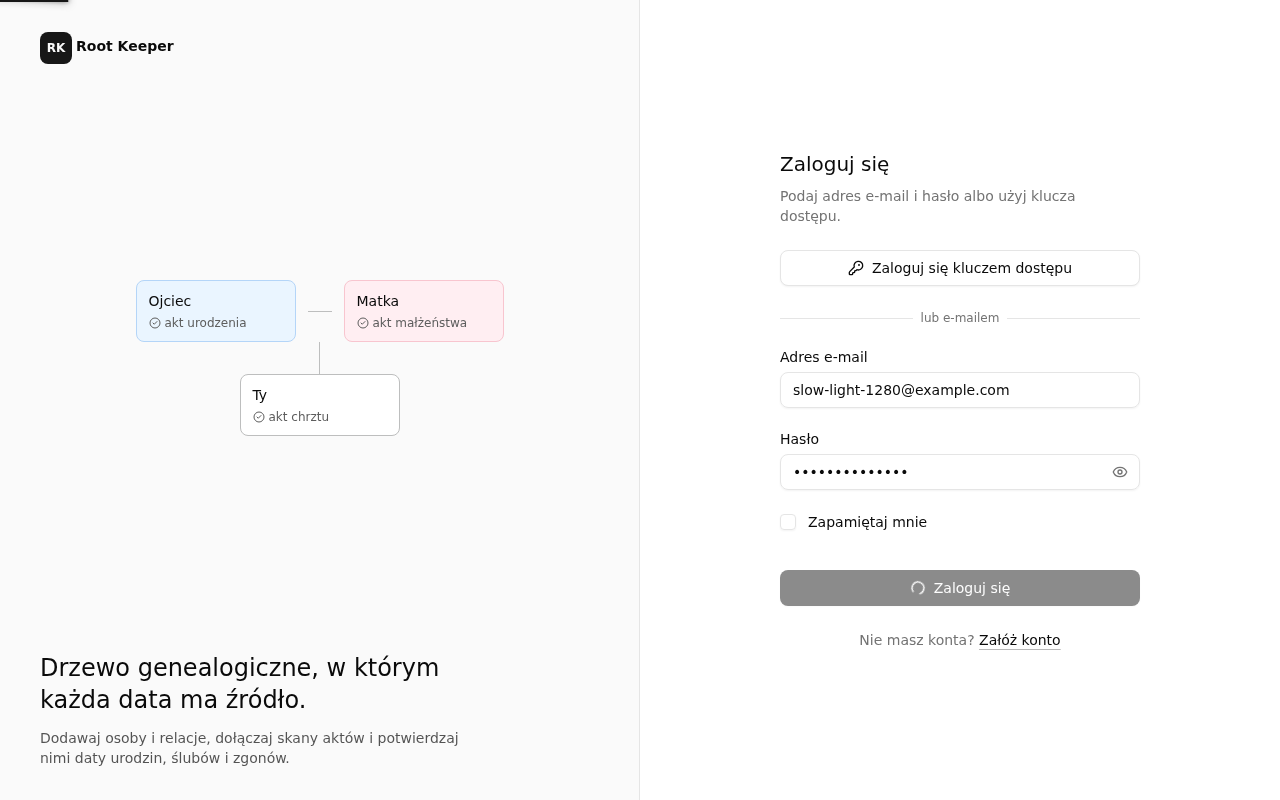 RK Root Keeper
Ojciec
akt urodzenia
Matka
akt małżeństwa
Ty
akt chrztu
Drzewo genealogiczne, w którym
każda data ma źródło.
Dodawaj osoby i relacje, dołączaj skany aktów i potwierdzaj
nimi daty urodzin, ślubów i zgonów.
Zaloguj się
Podaj adres e-mail i hasło albo użyj klucza
dostępu.
Zaloguj się kluczem dostępu
lub e-mailem
Adres e-mail
slow-light-1280@example.com
Hasło
••••••••••••••
Zapamiętaj mnie
Zaloguj się
Nie masz konta? Załóż konto